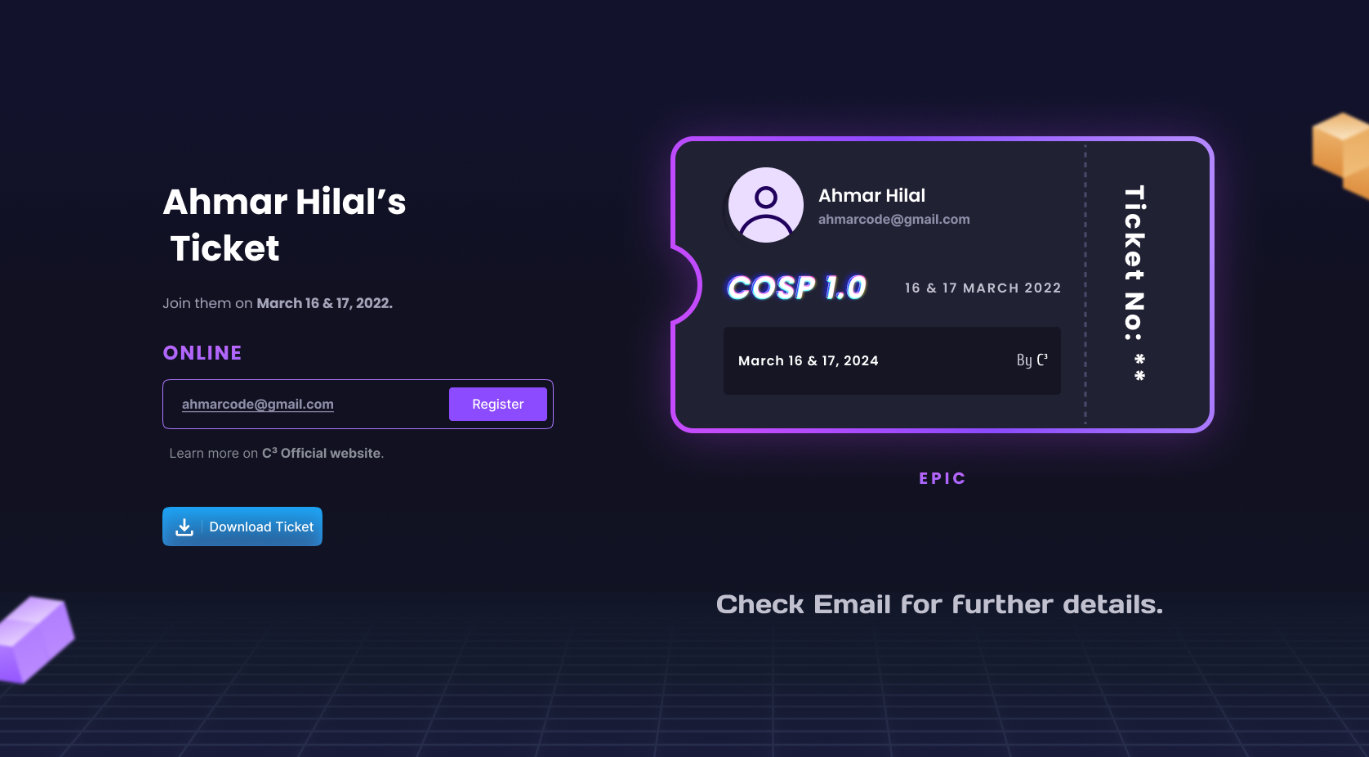 Ahmar Hilal’s
Ticket
Join them on March 16 & 17, 2022.
ONLINE
ahmarcode@gmail.com
Register
Learn more on C³ Official website.
Download Ticket
Ahmar Hilal
ahmarcode@gmail.com
COSP 1.0
16 & 17 MARCH 2022
March 16 & 17, 2024
By C³
Ticket No: **
EPIC
Check Email for further details.